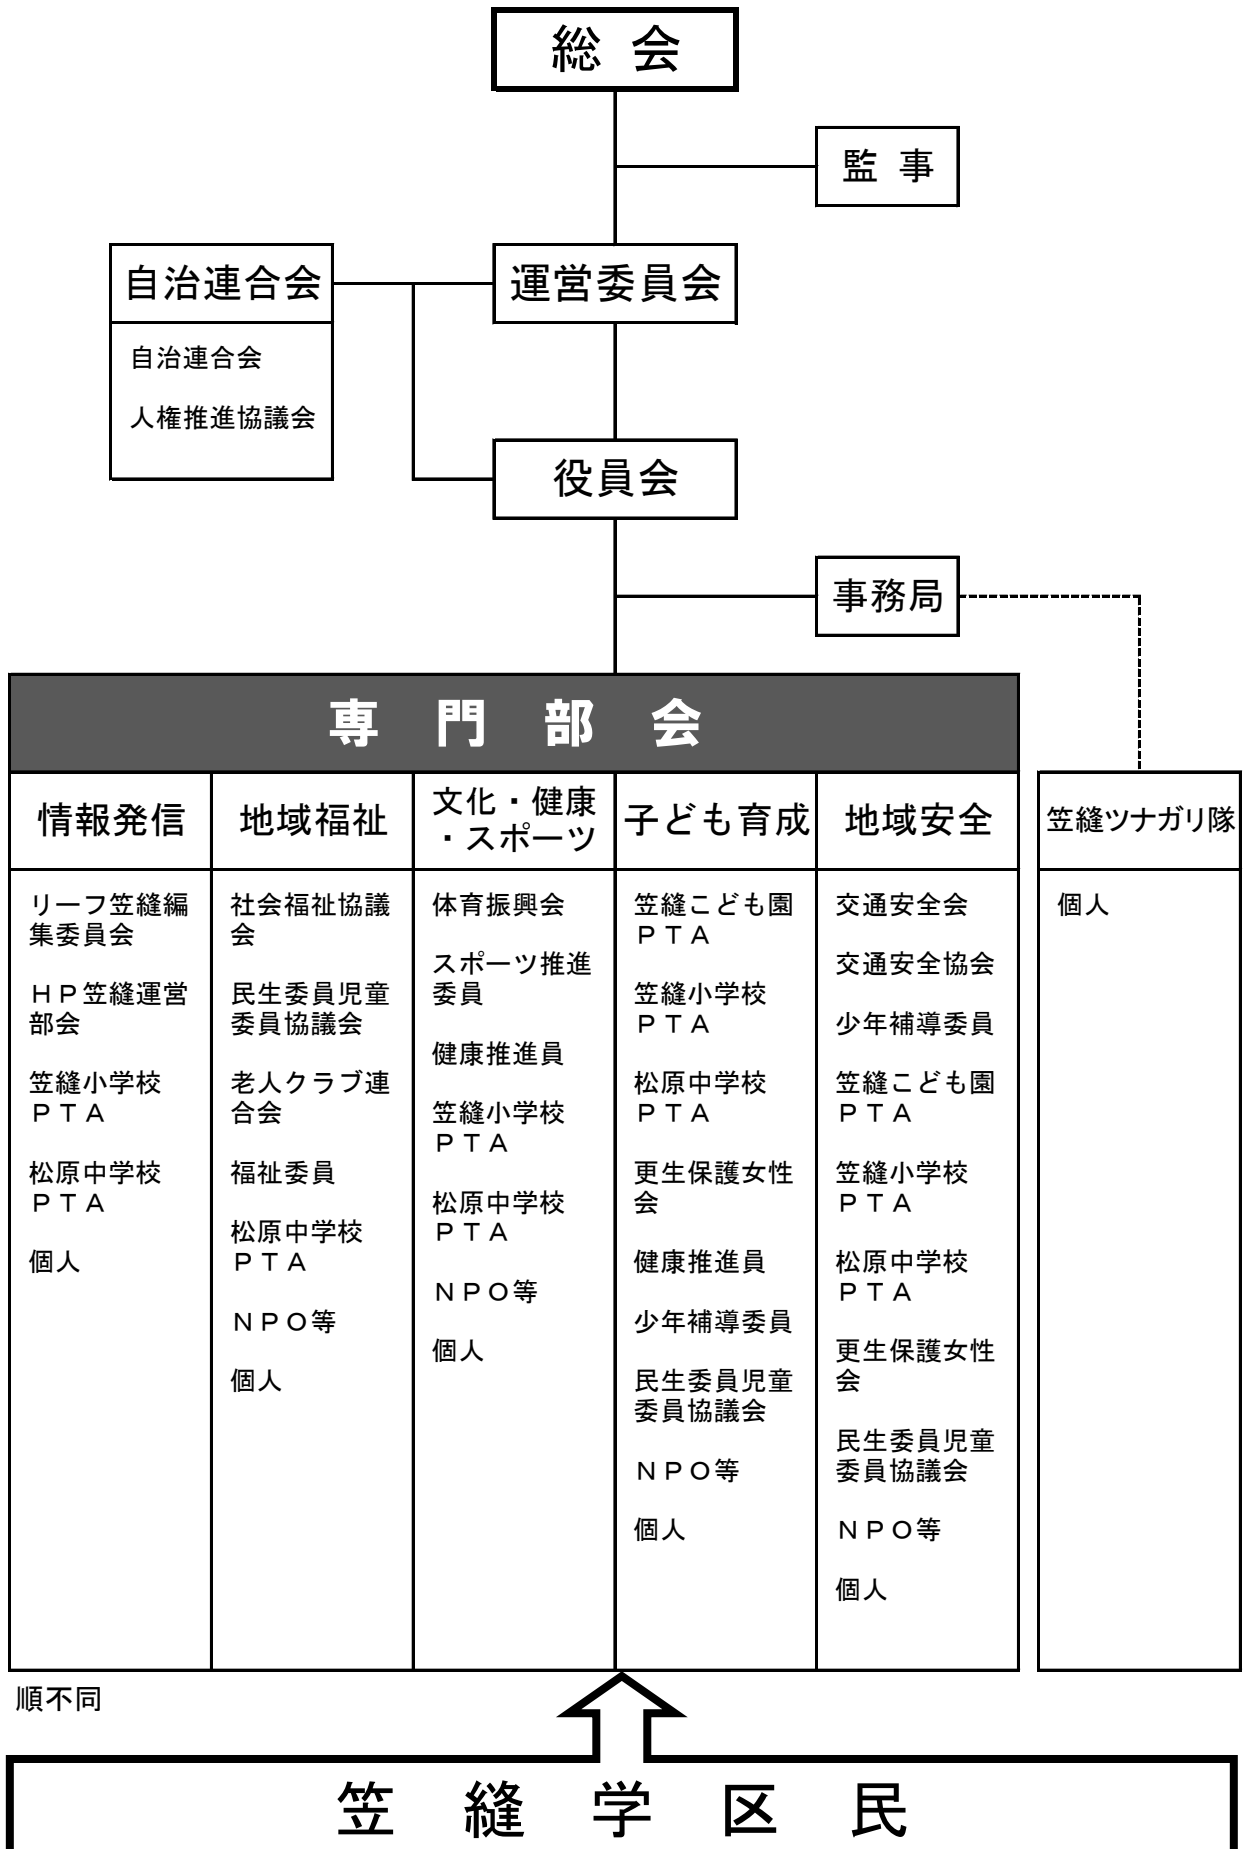 総 会
監 事
自治連合会
運営委員会
自治連合会
人権推進協議会
役員会
事務局
専 門 部 会
情報発信
リーフ笠縫編
集委員会
ＨＰ笠縫運営
部会
笠縫小学校
ＰＴＡ
松原中学校
ＰＴＡ
個人
地域福祉
社会福祉協議
会
民生委員児童
委員協議会
老人クラブ連
合会
福祉委員
松原中学校
ＰＴＡ
ＮＰＯ等
個人
文化・健康
・スポーツ
体育振興会
スポーツ推進
委員
健康推進員
笠縫小学校
ＰＴＡ
松原中学校
ＰＴＡ
ＮＰＯ等
個人
子ども育成
笠縫こども園
ＰＴＡ
笠縫小学校
ＰＴＡ
松原中学校
ＰＴＡ
更生保護女性
会
健康推進員
少年補導委員
民生委員児童
委員協議会
ＮＰＯ等
個人
地域安全
交通安全会
交通安全協会
少年補導委員
笠縫こども園
ＰＴＡ
笠縫小学校
ＰＴＡ
松原中学校
ＰＴＡ
更生保護女性
会
民生委員児童
委員協議会
ＮＰＯ等
個人
笠縫ツナガリ隊
個人
順不同
笠 縫 学 区 民